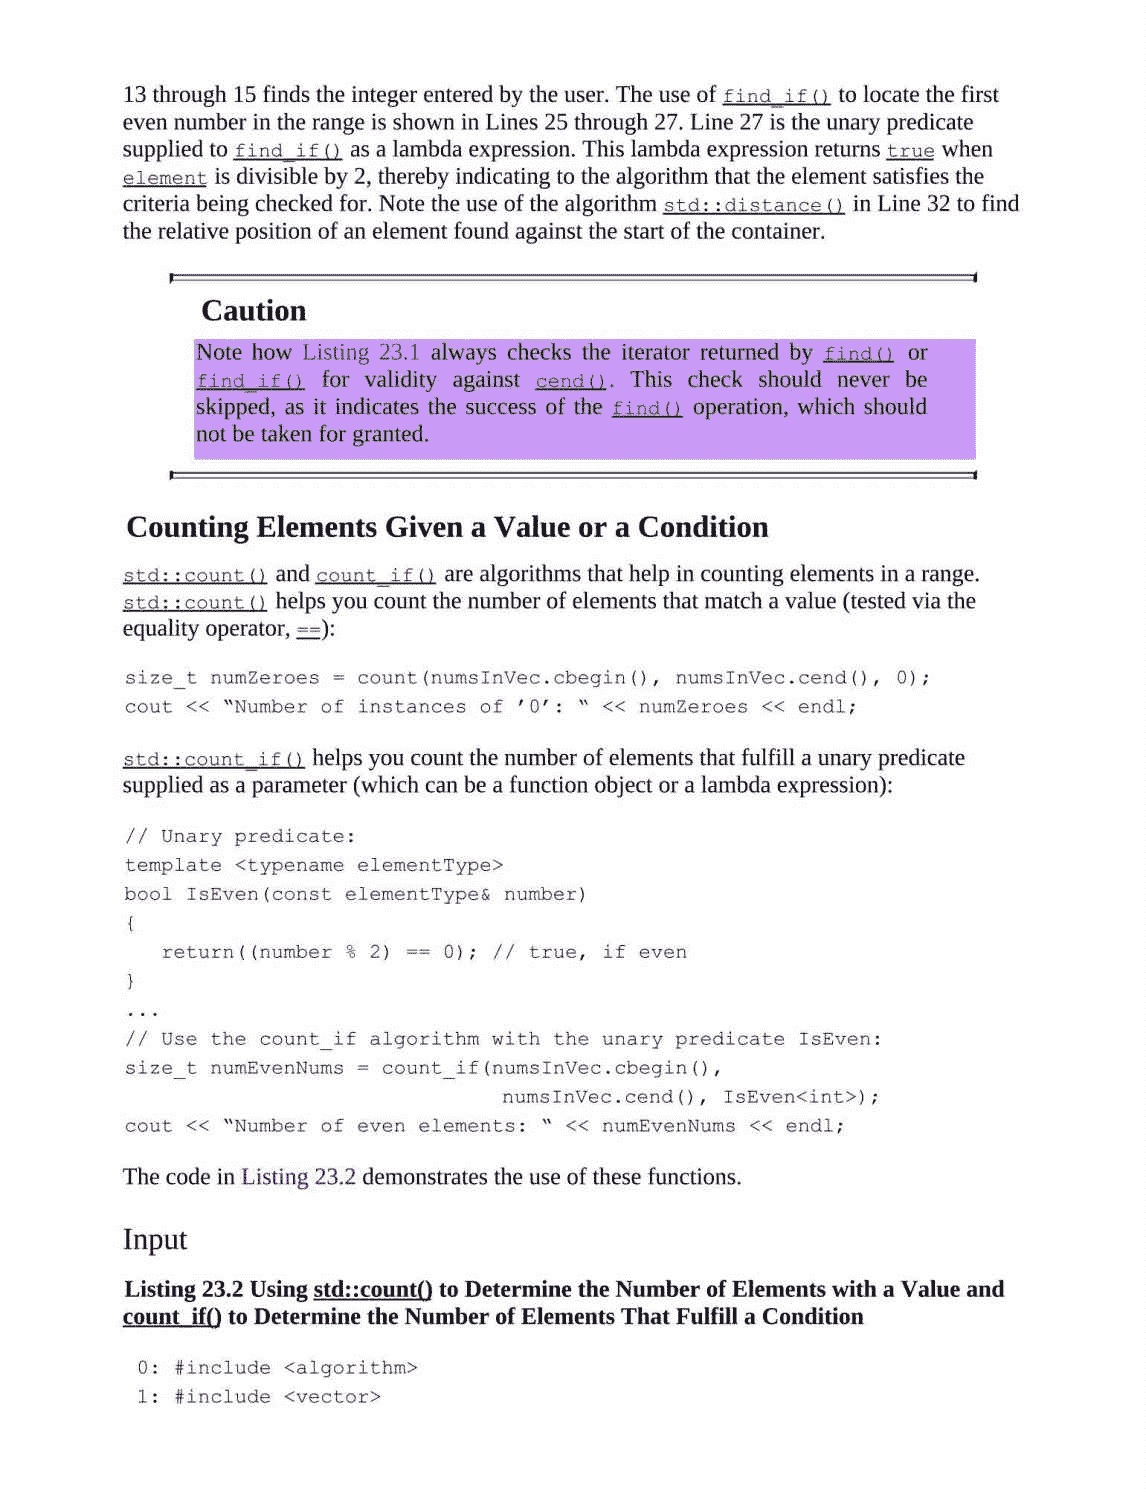 13 through 15 finds the integer entered by the user. The use of find_if() to locate the first
even number in the range is shown in Lines 25 through 27. Line 27 is the unary predicate
supplied to find_if() as a lambda expression. This lambda expression returns true when
element is divisible by 2, thereby indicating to the algorithm that the element satisfies the
criteria being checked for. Note the use of the algorithm std::distance() in Line 32 to find
the relative position of an element found against the start of the container.
Caution
Note how Listing 23.1 always checks the iterator returned by find() or
find_if() for validity against cend(). This check should never be
skipped, as it indicates the success of the find() operation, which should
not be taken for granted.
Counting Elements Given a Value or a Condition
std::count() and count_if() are algorithms that help in counting elements in a range.
std::count() helps you count the number of elements that match a value (tested via the
equality operator, ==):
size_t numZeroes = count(numsInVec.cbegin(), numsInVec.cend(), 0);
cout << “Number of instances of ’0’: “ << numZeroes << endl;
std::count_if() helps you count the number of elements that fulfill a unary predicate
supplied as a parameter (which can be a function object or a lambda expression):
// Unary predicate:
template <typename elementType>
bool IsEven(const elementType& number)
{
   return((number % 2) == 0); // true, if even
}
...
// Use the count_if algorithm with the unary predicate IsEven:
size_t numEvenNums = count_if(numsInVec.cbegin(),
numsInVec.cend(), IsEven<int>);
cout << “Number of even elements: “ << numEvenNums << endl;
The code in Listing 23.2 demonstrates the use of these functions.
Input
Listing 23.2 Using std::count() to Determine the Number of Elements with a Value and
count_if() to Determine the Number of Elements That Fulfill a Condition
0: #include <algorithm>
1: #include <vector>